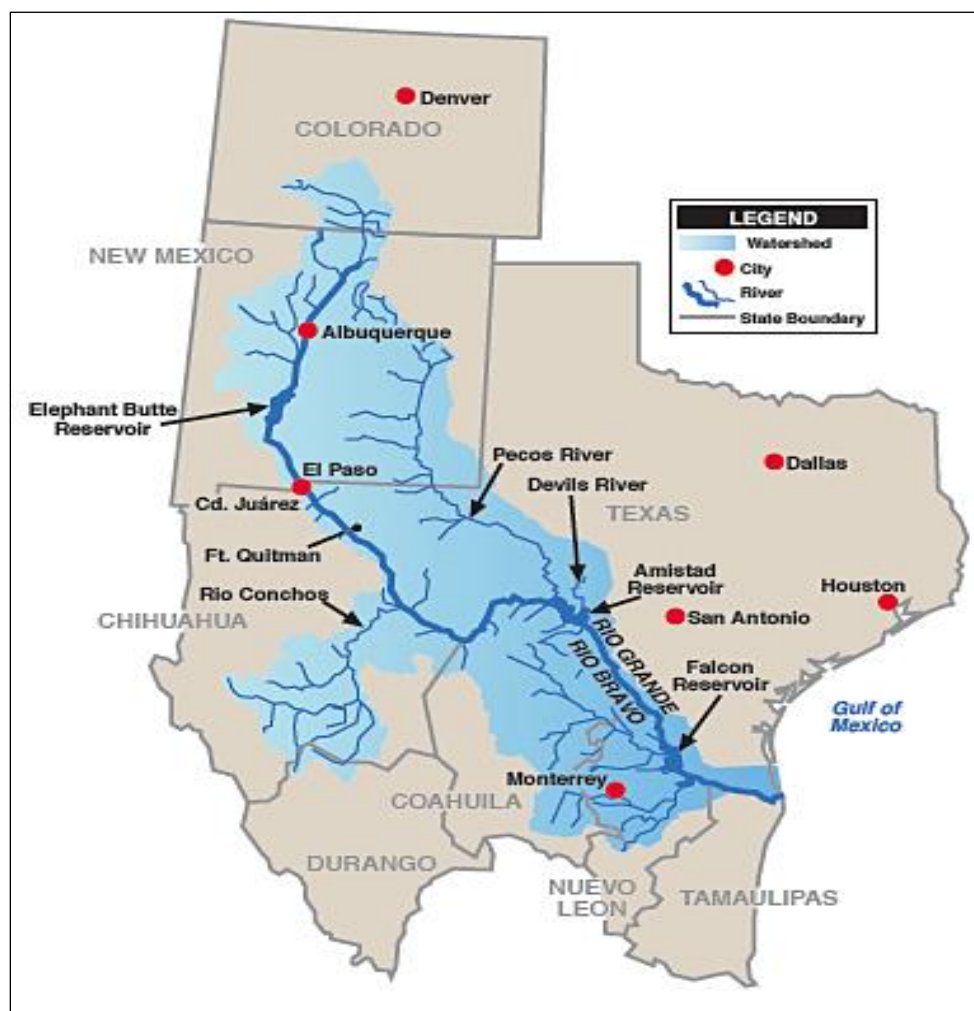 Denver
COLORADO
LEGEND
Watershed
City
River
State Boundary
NEW MEXICO
Albuquerque
Elephant Butte
Reservoir
El Paso
Cd. Juárez
Pecos River
Devils River
Dallas
TEXAS
Ft. Quitman
Rio Conchos
Amistad
Reservoir
Houston
CHIHUAHUA
San Antonio
RIO GRANDE
RIO BRAVO
Falcon
Reservoir
Gulf of
Mexico
Monterrey
COAHUILA
DURANGO
NUEVO
LEON
TAMAULIPAS